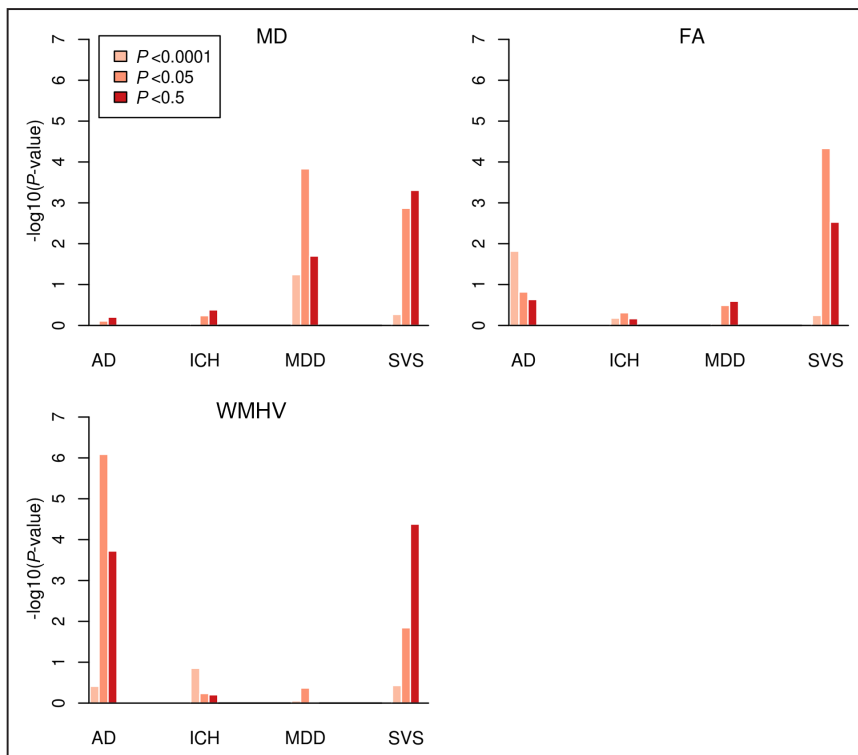 MD
P <0.0001
P <0.05
P <0.5
-log10(P-value)
7
6
5
4
3
2
1
0
AD ICH MDD SVS
FA
7
6
5
4
3
2
1
0
AD ICH MDD SVS
WMHV
-log10(P-value)
7
6
5
4
3
2
1
0
AD ICH MDD SVS